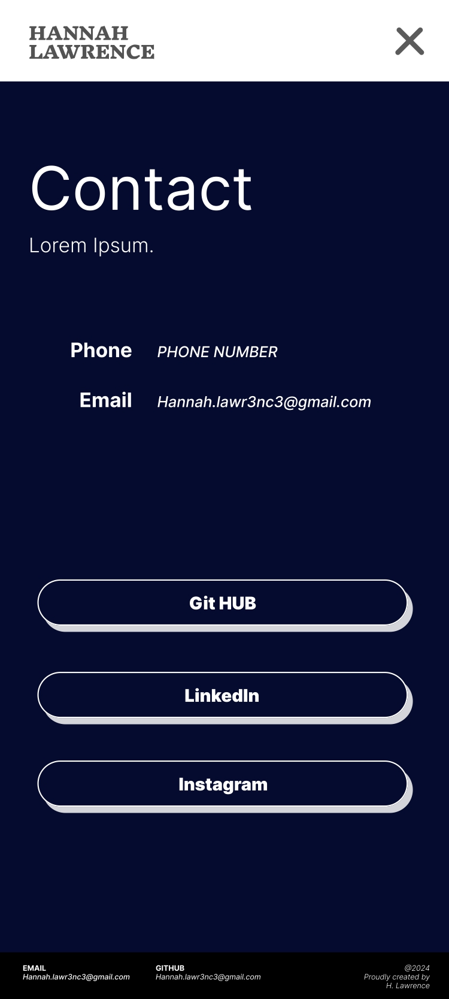 HANNAH
LAWRENCE
Contact
Lorem Ipsum.
Phone PHONE NUMBER
Email Hannah.lawr3nc3@gmail.com
Git HUB
LinkedIn
Instagram
EMAIL
Hannah.lawr3nc3@gmail.com
GITHUB
Hannah.lawr3nc3@gmail.com
@2024
Proudly created by
H. Lawrence